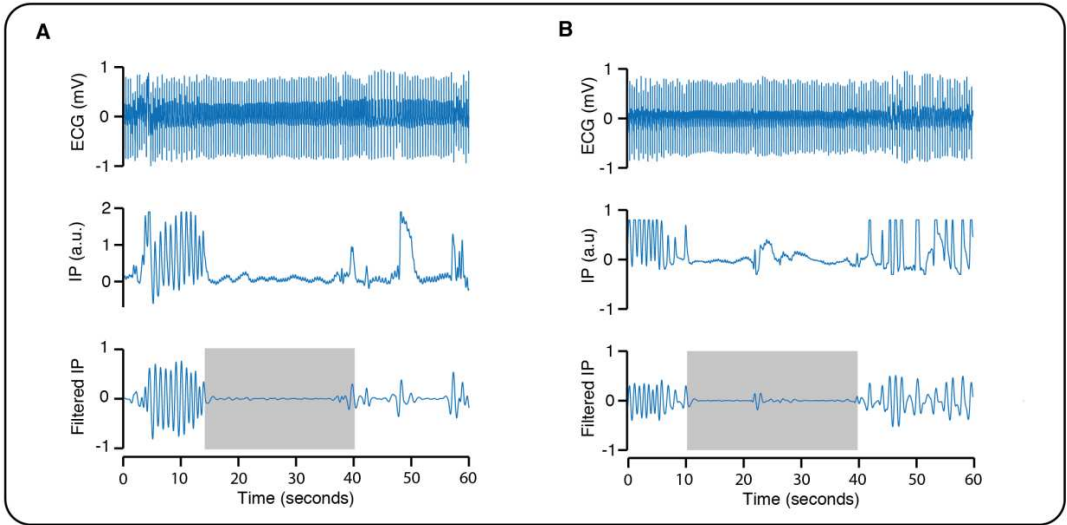 A
ECG (mV)
1
0
-1
IP (a.u.)
2
1
0
Filtered IP
1
0
-1
0 10 20 30 40 50 60
Time (seconds)
B
ECG (mV)
1
0
-1
IP (a.u)
1
0
-1
Filtered IP
1
0
-1
0 10 20 30 40 50 60
Time (seconds)